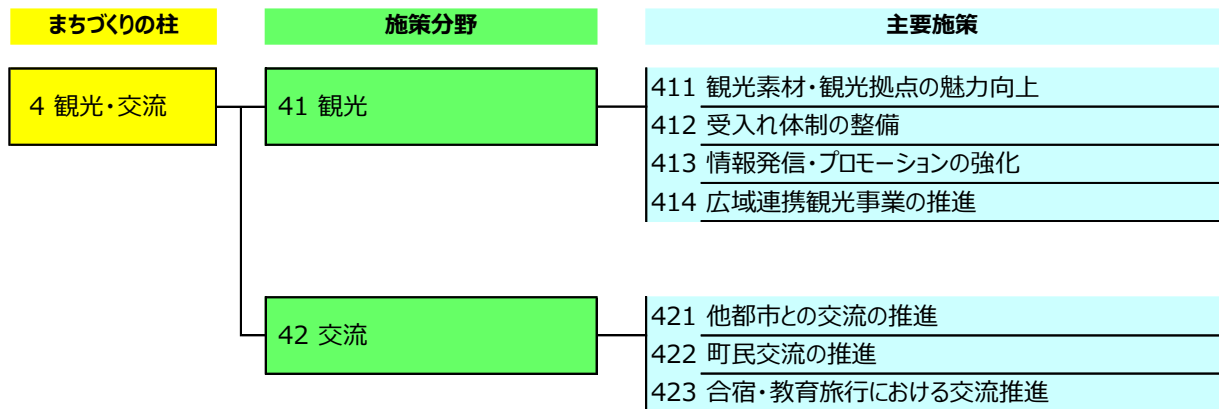 まちづくりの柱
施策分野
主要施策
4 観光・交流
41 観光
411 観光素材・観光拠点の魅力向上
412 受入れ体制の整備
413 情報発信・プロモーションの強化
414 広域連携観光事業の推進
42 交流
421 他都市との交流の推進
422 町民交流の推進
423 合宿・教育旅行における交流推進